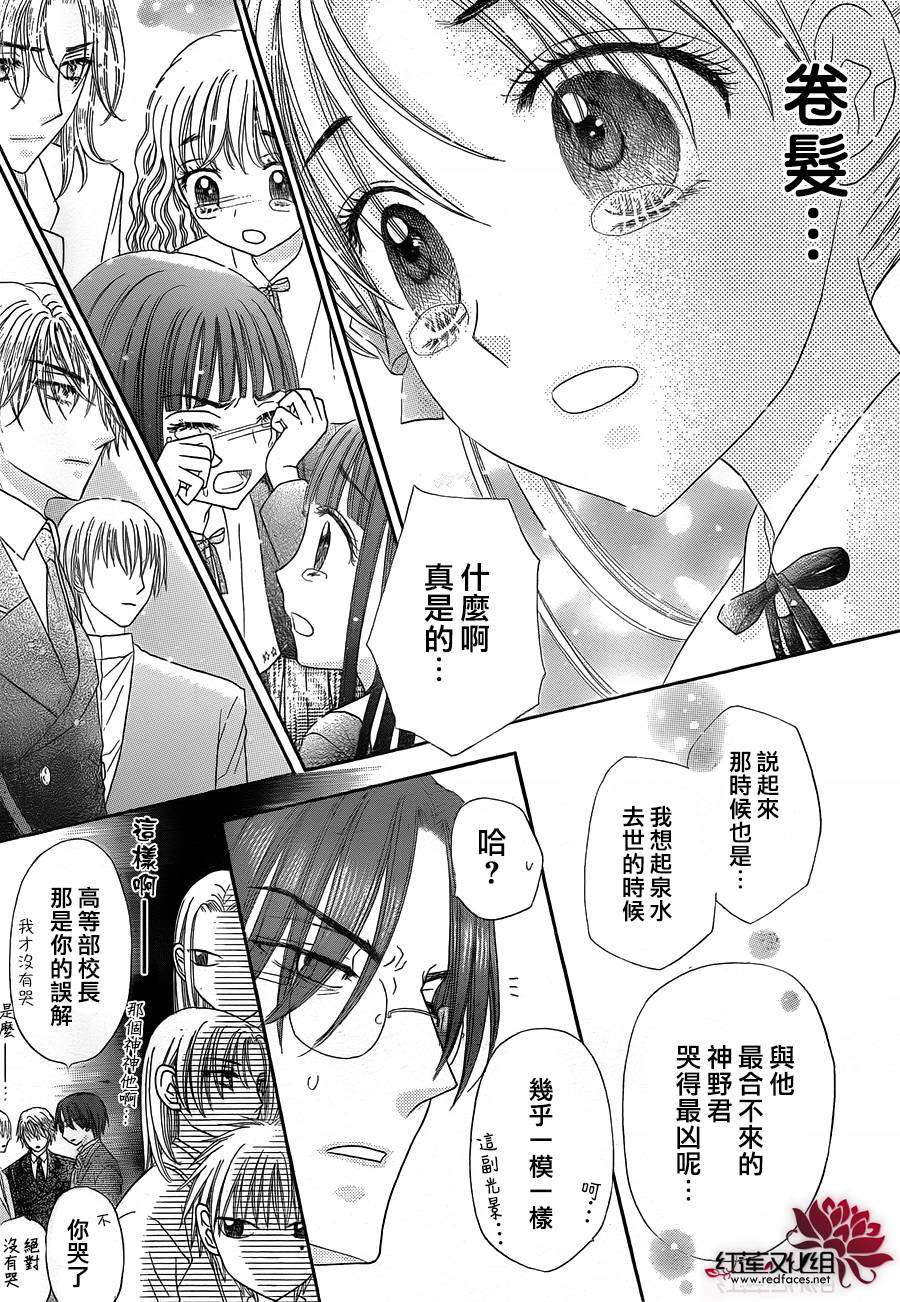 卷髮…
什麼啊
真是的…
說起來
那時候也是…
我想起泉水
去世的時候
與他
最合不來的
神野君
哭得最凶呢…
哈?
幾乎一模一樣
這副光景…
呵…
這樣啊——
那個神神他啊…
高等部校長
那是你的誤解
我才沒有哭
是麼——…
不
你哭了
絕對
沒有哭
红莲汉化组
www.redfaces.net